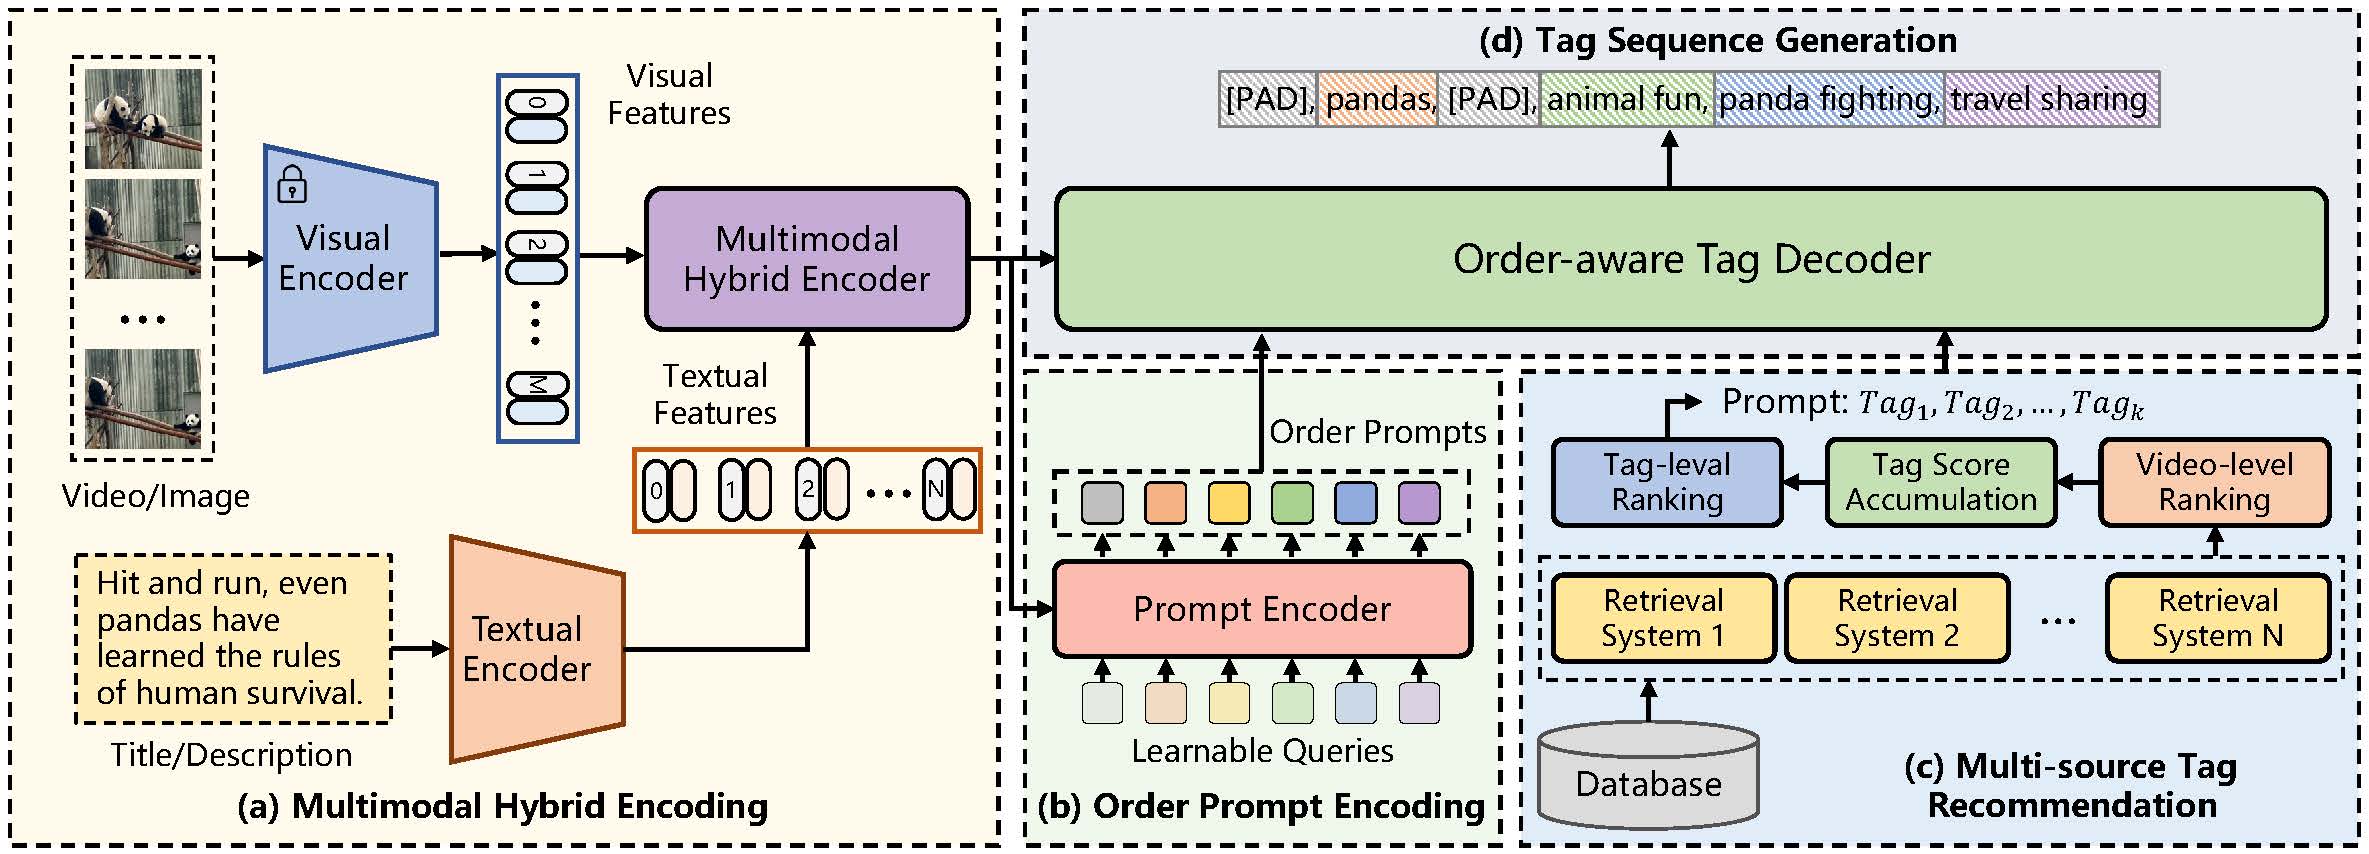 Visual
Features
0
1
2
M
Visual
Encoder
Multimodal
Hybrid Encoder
Textual
Features
0
1
2
N
Video/Image
Hit and run, even
pandas have
learned the rules
of human survival.
Textual
Encoder
Title/Description
(a) Multimodal Hybrid Encoding
(d) Tag Sequence Generation
[PAD], pandas, [PAD], animal fun, panda fighting, travel sharing
Order-aware Tag Decoder
Order Prompts
Prompt Encoder
Learnable Queries
(b) Order Prompt Encoding
Prompt: Tag₁, Tag₂, ..., Tagₖ
Tag-leval
Ranking
Tag Score
Accumulation
Video-level
Ranking
Retrieval
System 1
Retrieval
System 2
...
Retrieval
System N
Database
(c) Multi-source Tag
Recommendation